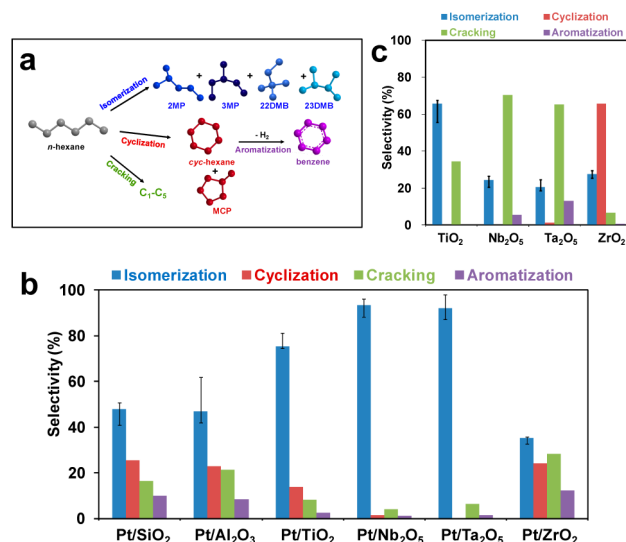 a
Isomerization
+
+
+
2MP
3MP
22DMB
23DMB
n-hexane
Cyclization
- H₂
Aromatization
cyc-hexane
benzene
+
Cracking
C₁-C₅
MCP
c
Isomerization
Cyclization
Cracking
Aromatization
Selectivity (%)
100
80
60
40
20
0
TiO₂
Nb₂O₅
Ta₂O₅
ZrO₂
b
Isomerization
Cyclization
Cracking
Aromatization
Selectivity (%)
100
80
60
40
20
0
Pt/SiO₂
Pt/Al₂O₃
Pt/TiO₂
Pt/Nb₂O₅
Pt/Ta₂O₅
Pt/ZrO₂